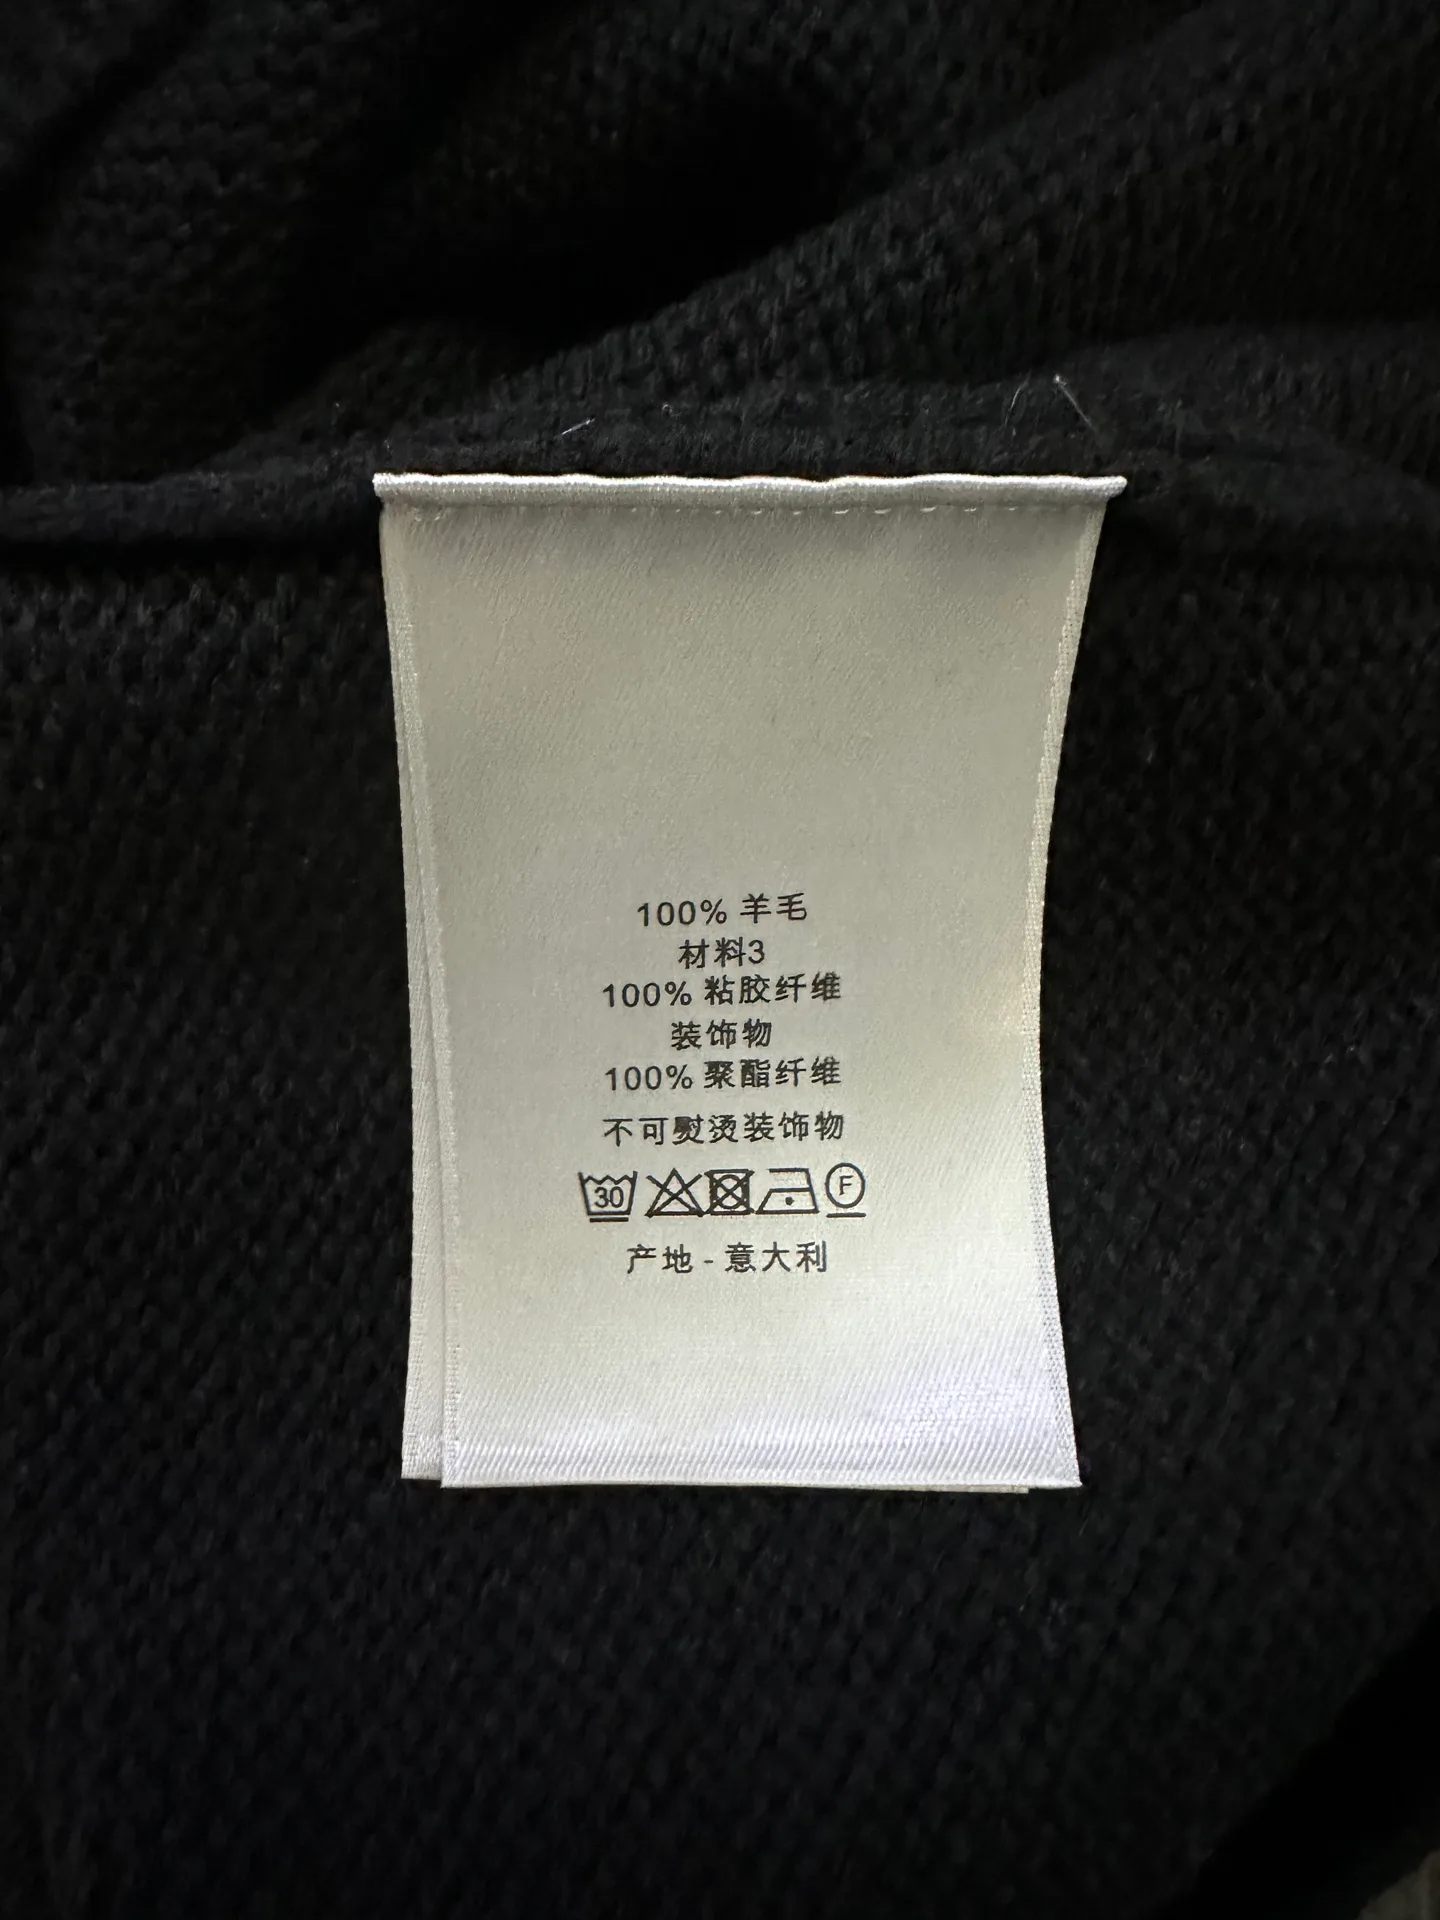 100% 羊毛
材料3
100% 粘胶纤维
装饰物
100% 聚酯纤维
不可熨烫装饰物
30 F
产地 - 意大利